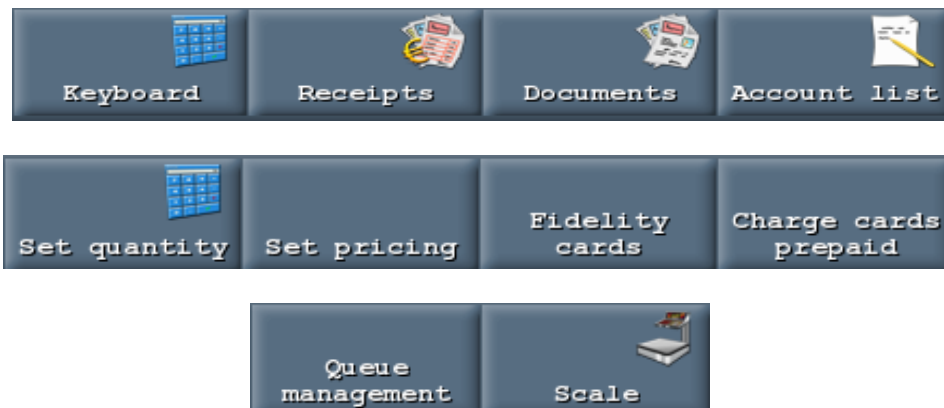 Keyboard
Receipts
Documents
Account list
Set quantity
Set pricing
Fidelity
cards
Charge cards
prepaid
Queue
management
Scale